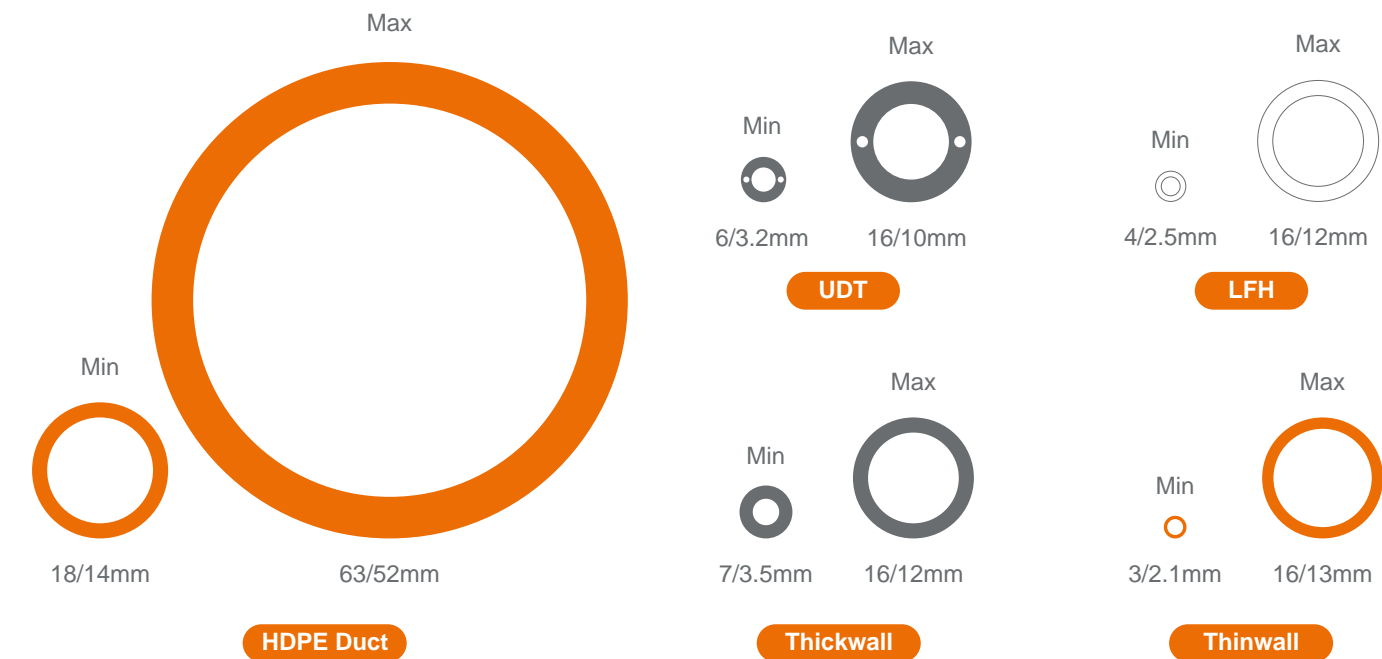 Max
Min
18/14mm
63/52mm
HDPE Duct
Max
Min
6/3.2mm
16/10mm
UDT
Max
Min
4/2.5mm
16/12mm
LFH
Max
Min
7/3.5mm
16/12mm
Thickwall
Max
Min
3/2.1mm
16/13mm
Thinwall